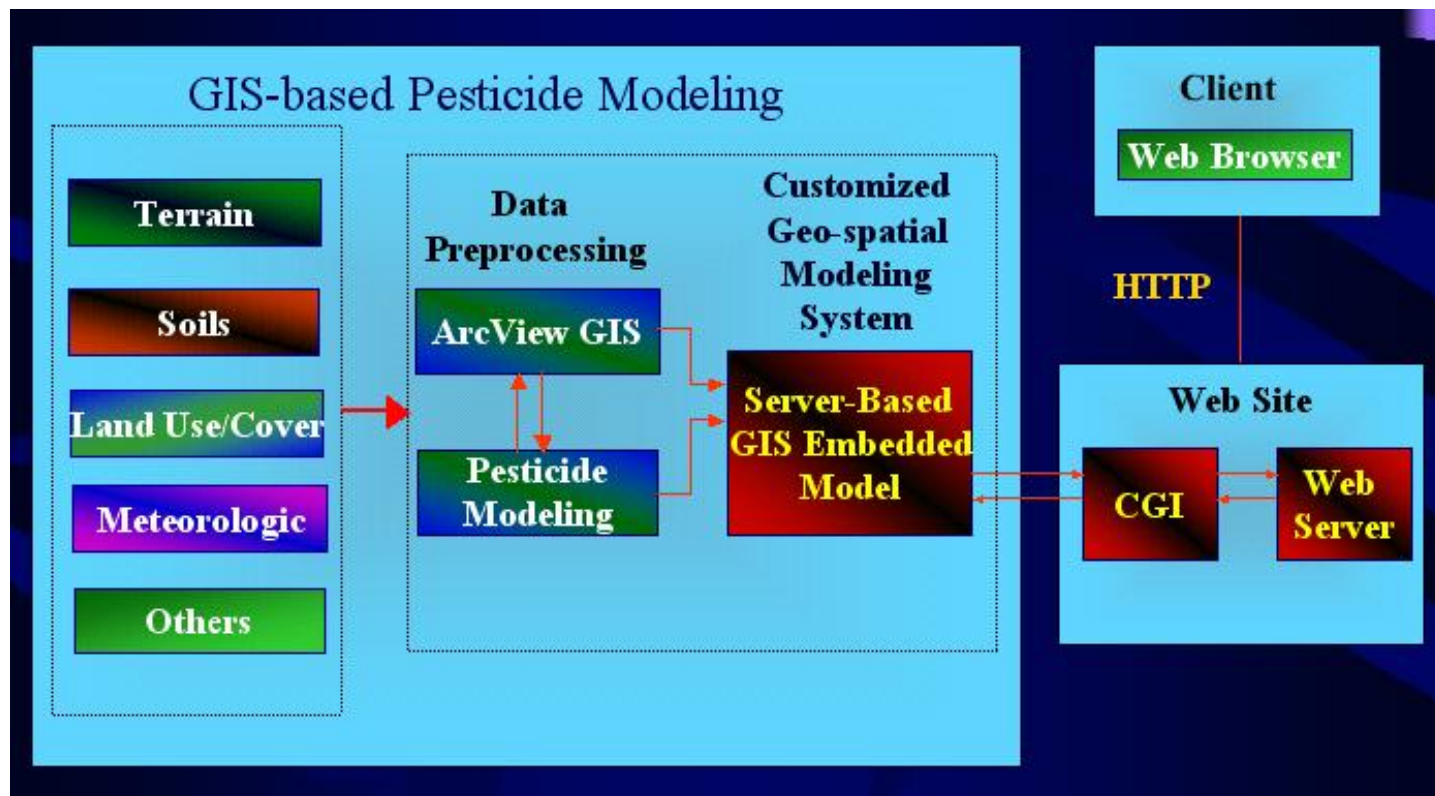 GIS-based Pesticide Modeling
Terrain
Soils
Land Use/Cover
Meteorologic
Others
Data
Preprocessing
ArcView GIS
Pesticide
Modeling
Customized
Geo-spatial
Modeling
System
Server-Based
GIS Embedded
Model
Client
Web Browser
HTTP
Web Site
CGI
Web
Server